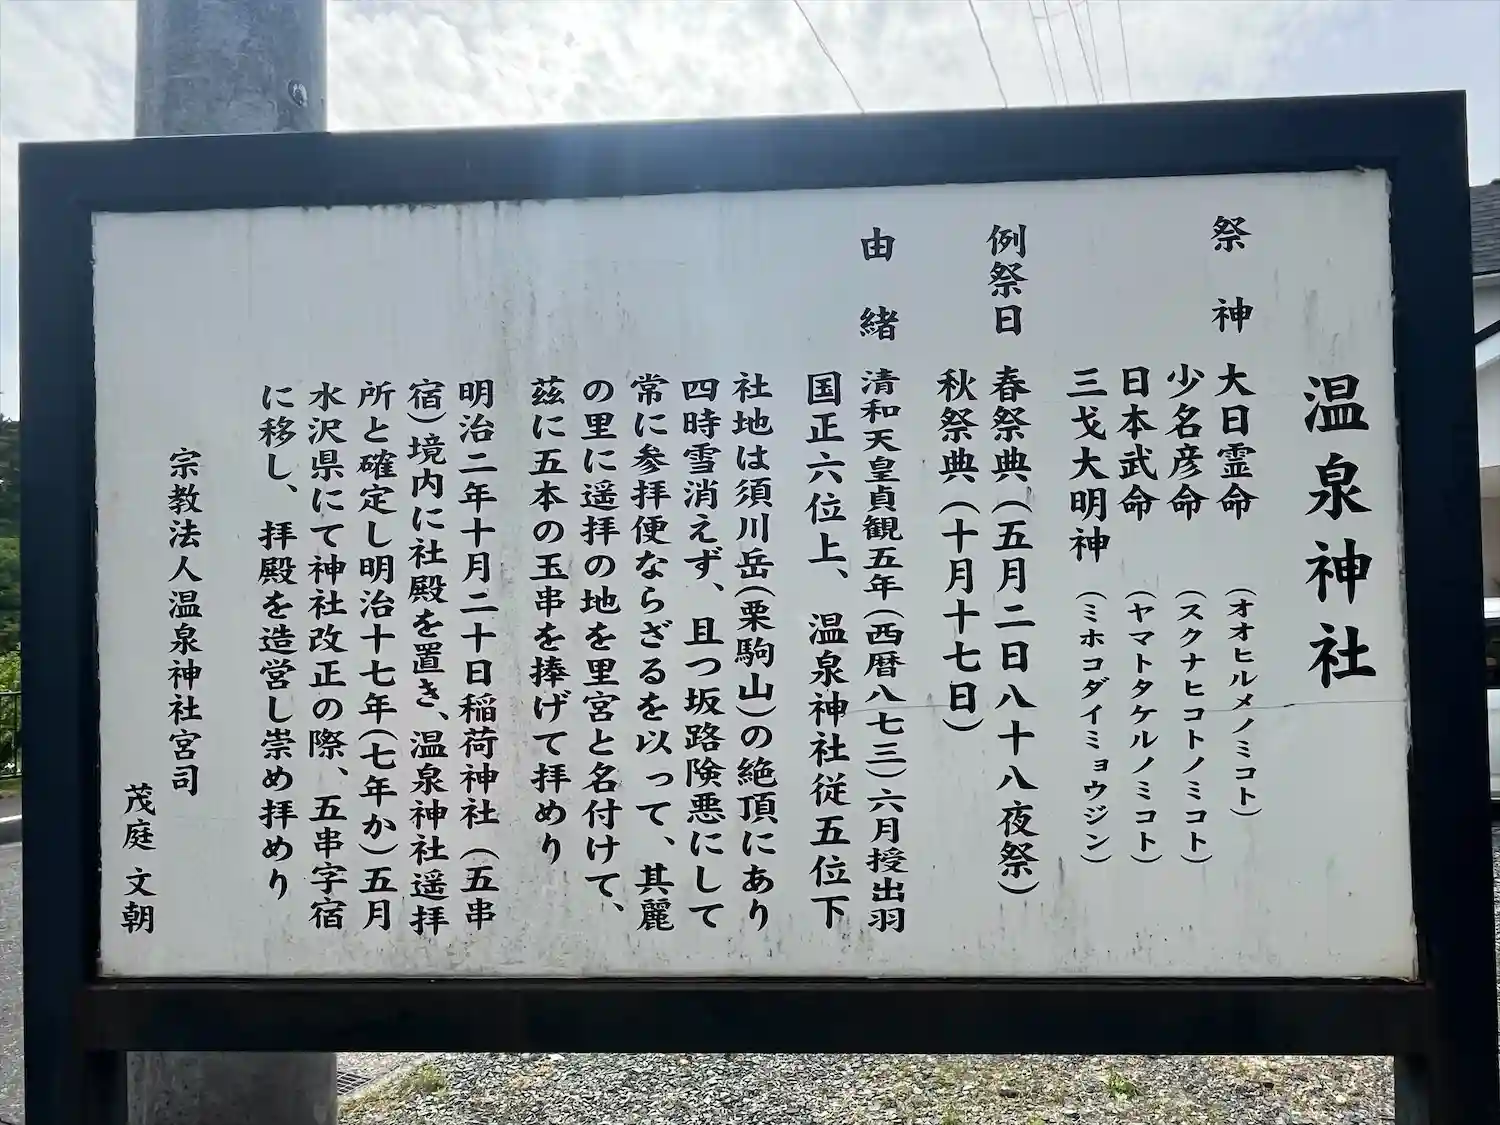 温泉神社
祭　神　大日霊命　（オオヒルメノミコト）
少名彦命　（スクナヒコトノミコト）
日本武命　（ヤマトタケルノミコト）
三戈大明神　（ミホコダイミョウジン）
例祭日　春祭典（五月二日八十八夜祭）
秋祭典（十月十七日）
由　緒　清和天皇貞観五年（西暦八七三）六月授出羽
国正六位上、温泉神社従五位下
社地は須川岳（栗駒山）の絶頂にあり
四時雪消えず、且つ坂路険悪にして
常に参拝便ならざるを以って、其麗
の里に遥拝の地を里宮と名付けて、
茲に五本の玉串を捧げて拝めり
明治二年十月二十日稲荷神社（五串
宿）境内に社殿を置き、温泉神社遥拝
所と確定し明治十七年（七年か）五月
水沢県にて神社改正の際、五串字宿
に移し、拝殿を造営し崇め拝めり
宗教法人温泉神社宮司
茂庭　文朝